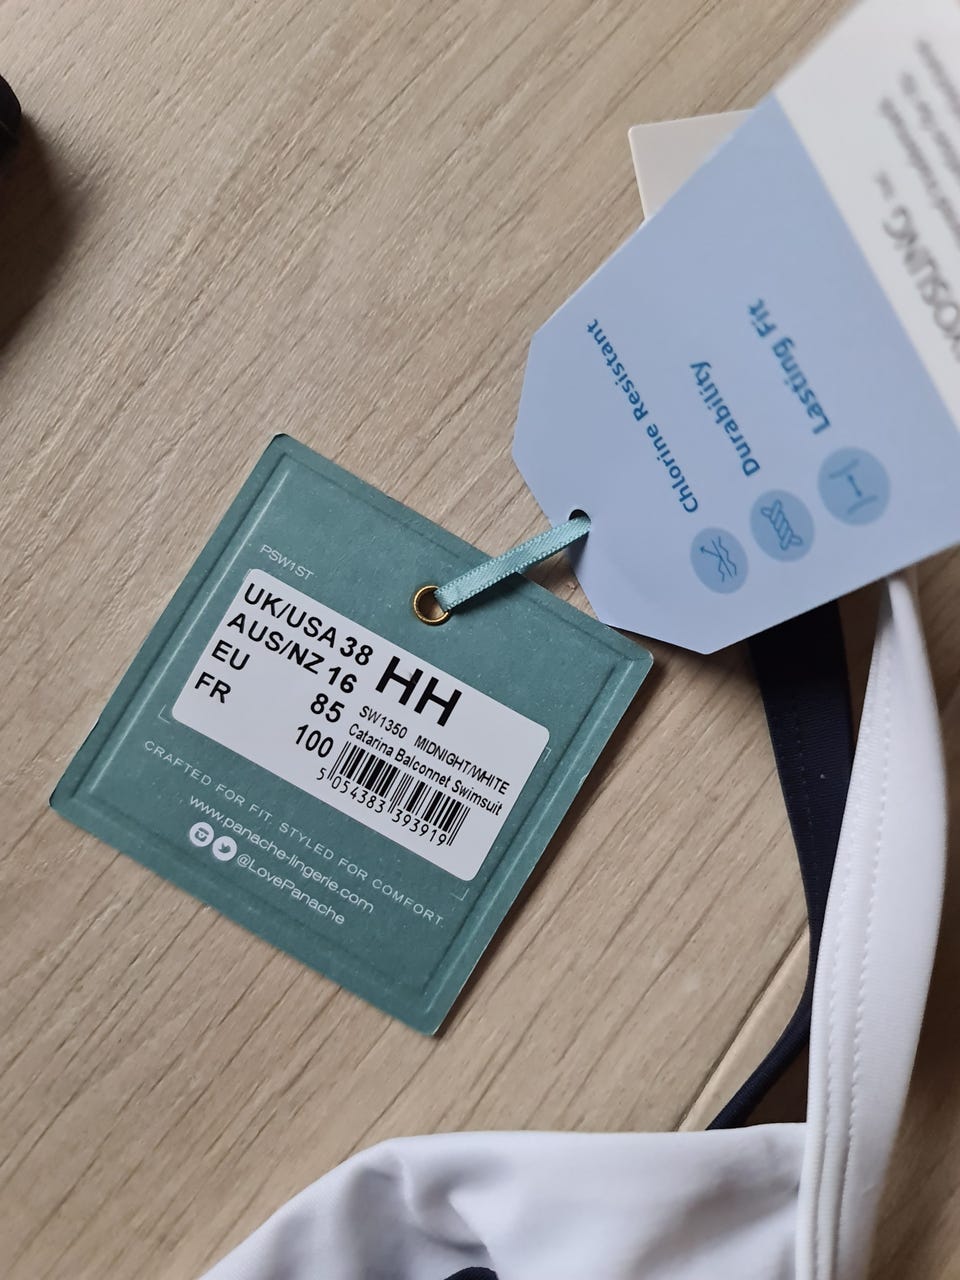 PSW1ST
UK/USA 38
AUS/NZ 16
EU 85
FR 100
HH
SW1350 MIDNIGHT/WHITE
Catarina Balconnet Swimsuit
5 054383 393919
CRAFTED FOR FIT. STYLED FOR COMFORT.
www.panache-lingerie.com
@LovePanache
Chlorine Resistant
Durability
Lasting Fit